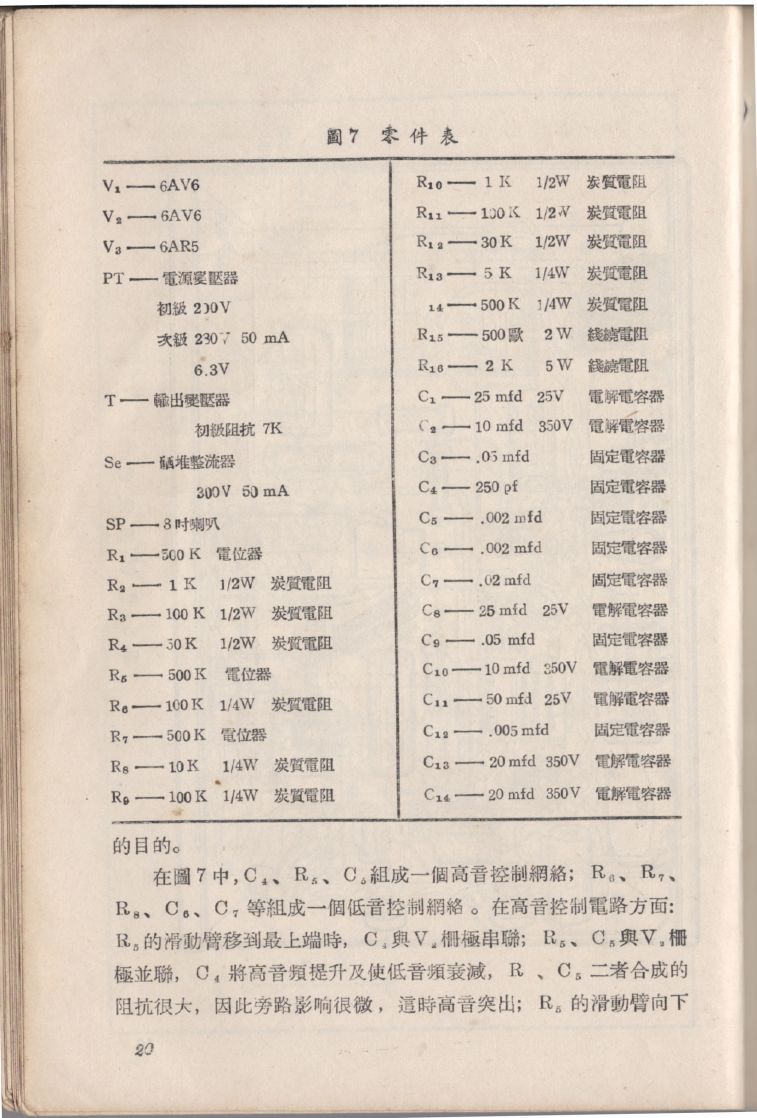 圖7 零件表
V₁ —— 6AV6
V₂ —— 6AV6
V₃ —— 6AR5
PT —— 電源變壓器
初級 200V
次級 230V 50 mA
6.3V
T —— 輸出變壓器
初級阻抗 7K
Se —— 硒堆整流器
300V 50 mA
SP —— 8吋喇叭
R₁ —— 500 K 電位器
R₂ —— 1 K 1/2W 炭質電阻
R₃ —— 100 K 1/2W 炭質電阻
R₄ —— 30 K 1/2W 炭質電阻
R₅ —— 500 K 電位器
R₆ —— 100 K 1/4W 炭質電阻
R₇ —— 500 K 電位器
R₈ —— 10 K 1/4W 炭質電阻
R₉ —— 100 K 1/4W 炭質電阻
R₁₀ —— 1 K 1/2W 炭質電阻
R₁₁ —— 100 K 1/2W 炭質電阻
R₁₂ —— 30 K 1/2W 炭質電阻
R₁₃ —— 5 K 1/4W 炭質電阻
₁₄ —— 500 K 1/4W 炭質電阻
R₁₅ —— 500歐 2 W 綫繞電阻
R₁₆ —— 2 K 5 W 綫繞電阻
C₁ —— 25 mfd 25V 電解電容器
C₂ —— 10 mfd 350V 電解電容器
C₃ —— .05 mfd 固定電容器
C₄ —— 250 pf 固定電容器
C₅ —— .002 mfd 固定電容器
C₆ —— .002 mfd 固定電容器
C₇ —— .02 mfd 固定電容器
C₈ —— 25 mfd 25V 電解電容器
C₉ —— .05 mfd 固定電容器
C₁₀ —— 10 mfd 350V 電解電容器
C₁₁ —— 50 mfd 25V 電解電容器
C₁₂ —— .005 mfd 固定電容器
C₁₃ —— 20 mfd 350V 電解電容器
C₁₄ —— 20 mfd 350V 電解電容器
的目的。
在圖7中,C₄、R₅、C₅組成一個高音控制網絡; R₆、R₇、
R₈、C₆、C₇等組成一個低音控制網絡。在高音控制電路方面:
R₅的滑動臂移到最上端時, C₄與V₂柵極串聯; R₅、C₅與V₂柵
極並聯, C₄將高音頻提升及使低音頻衰減, R 、C₅二者合成的
阻抗很大, 因此旁路影响很微, 這時高音突出; R₅的滑動臂向下
20